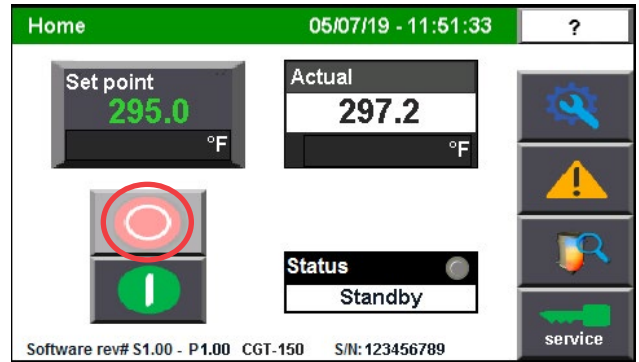 Home 05/07/19 - 11:51:33 ?
Set point
295.0
°F
Actual
297.2
°F
Status
Standby
service
Software rev# S1.00 - P1.00 CGT-150 S/N: 123456789